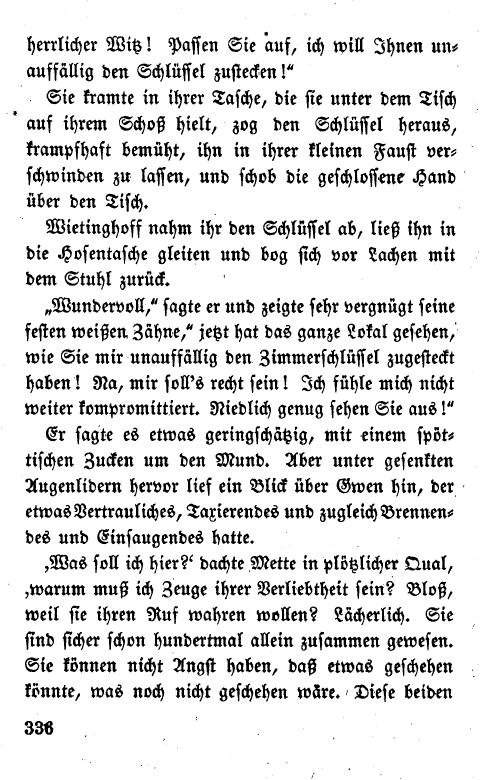 herrlicher Witz! Passen Sie auf, ich will Ihnen un-
auffällig den Schlüssel zustecken!"
Sie kramte in ihrer Tasche, die sie unter dem Tisch
auf ihrem Schoß hielt, zog den Schlüssel heraus,
krampfhaft bemüht, ihn in ihrer kleinen Faust ver-
schwinden zu lassen, und schob die geschlossene Hand
über den Tisch.
Wietinghoff nahm ihr den Schlüssel ab, ließ ihn in
die Hosentasche gleiten und bog sich vor Lachen mit
dem Stuhl zurück.
„Wundervoll,“ sagte er und zeigte sehr vergnügt seine
festen weißen Zähne,“ jetzt hat das ganze Lokal gesehen,
wie Sie mir unauffällig den Zimmerschlüssel zugesteckt
haben! Na, mir soll's recht sein! Ich fühle mich nicht
weiter kompromittiert. Niedlich genug sehen Sie aus!"
Er sagte es etwas geringschätzig, mit einem spöt-
tischen Zucken um den Mund. Aber unter gesenkten
Augenlidern hervor lief ein Blick über Gwen hin, der
etwas Vertrauliches, Taxierendes und zugleich Brennen-
des und Einsaugendes hatte.
‚Was soll ich hier?‘ dachte Mette in plötzlicher Qual,
‚warum muß ich Zeuge ihrer Verliebtheit sein? Bloß,
weil sie ihren Ruf wahren wollen? Lächerlich. Sie
sind sicher schon hundertmal allein zusammen gewesen.
Sie können nicht Angst haben, daß etwas geschehen
könnte, was noch nicht geschehen wäre. Diese beiden
336